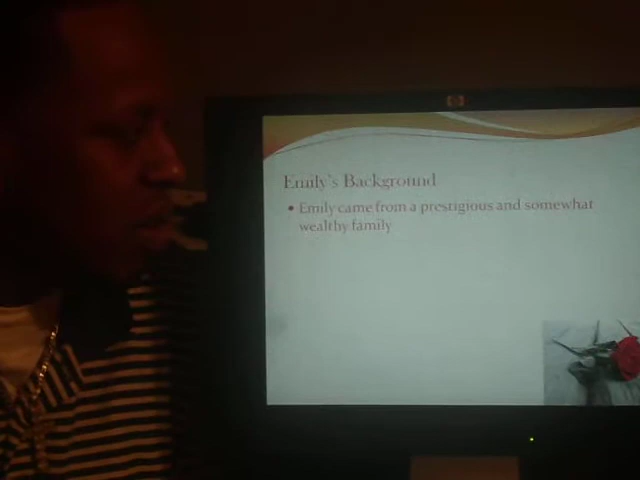 Emily's Background
• Emily came from a prestigious and somewhat
wealthy family